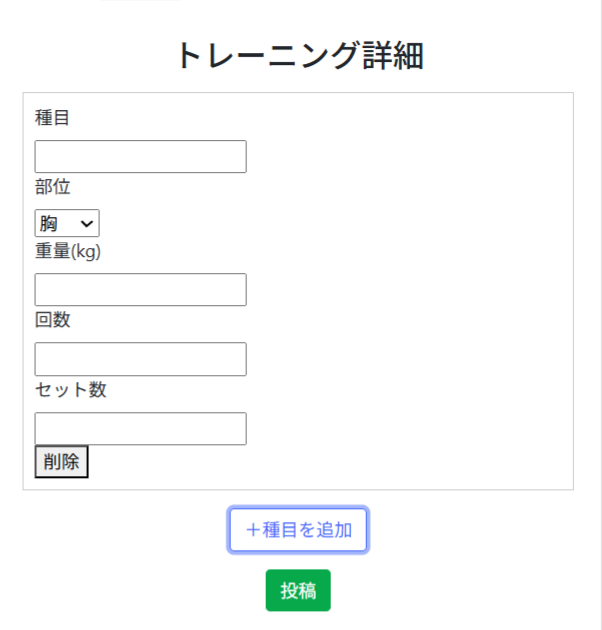 トレーニング詳細
種目
部位
胸
重量(kg)
回数
セット数
削除
＋種目を追加
投稿